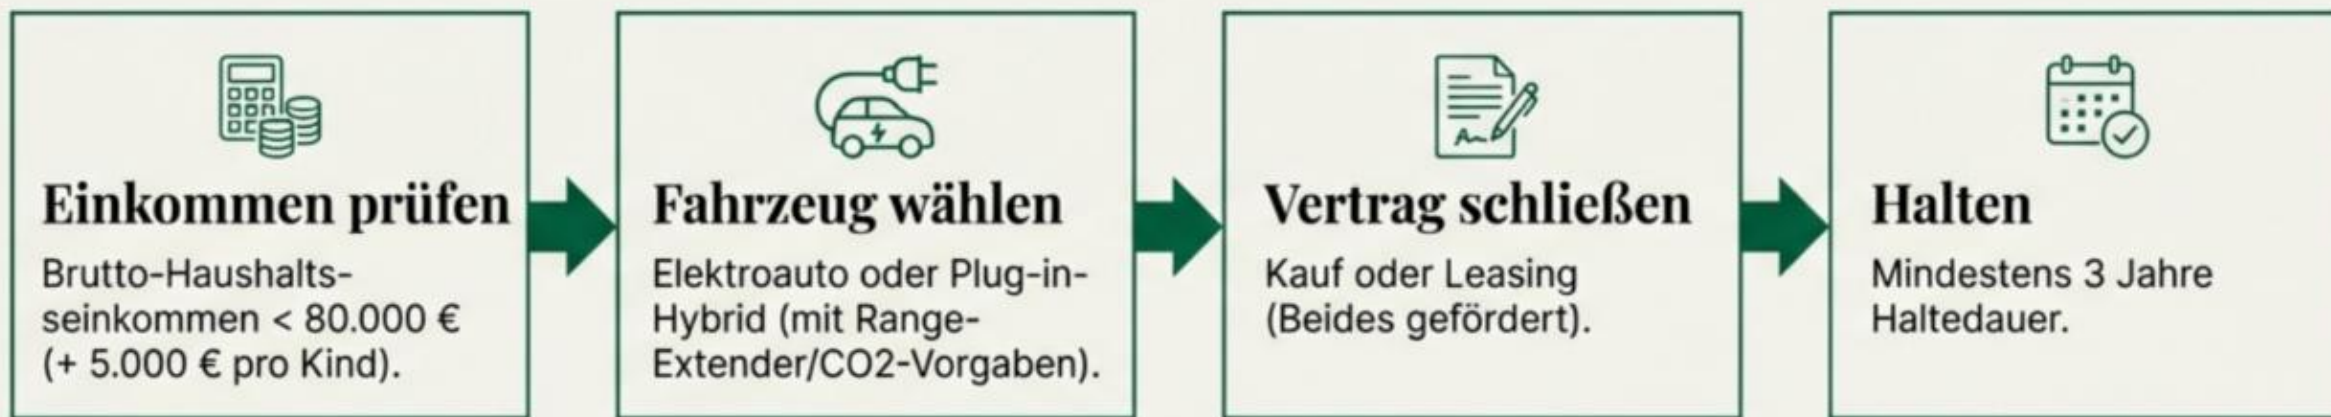 Einkommen prüfen
Brutto-Haushalts-
seinkommen < 80.000 €
(+ 5.000 € pro Kind).
Fahrzeug wählen
Elektroauto oder Plug-in-
Hybrid (mit Range-
Extender/CO2-Vorgaben).
Vertrag schließen
Kauf oder Leasing
(Beides gefördert).
Halten
Mindestens 3 Jahre
Haltedauer.